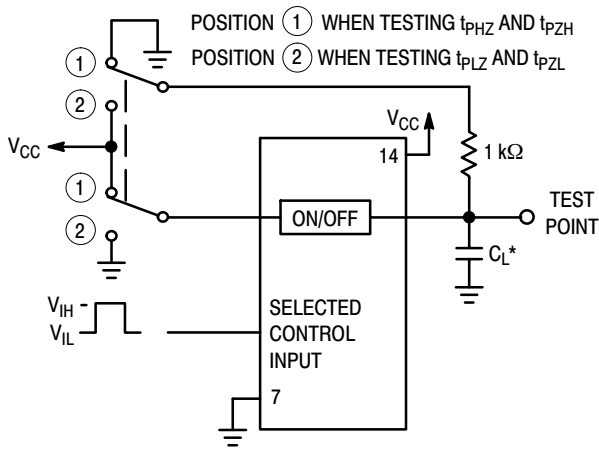 POSITION 1 WHEN TESTING tPHZ AND tPZH
POSITION 2 WHEN TESTING tPLZ AND tPZL
1
2
VCC
1
2
VCC
14
1 kΩ
ON/OFF
TEST
POINT
CL*
VIH
VIL
SELECTED
CONTROL
INPUT
7